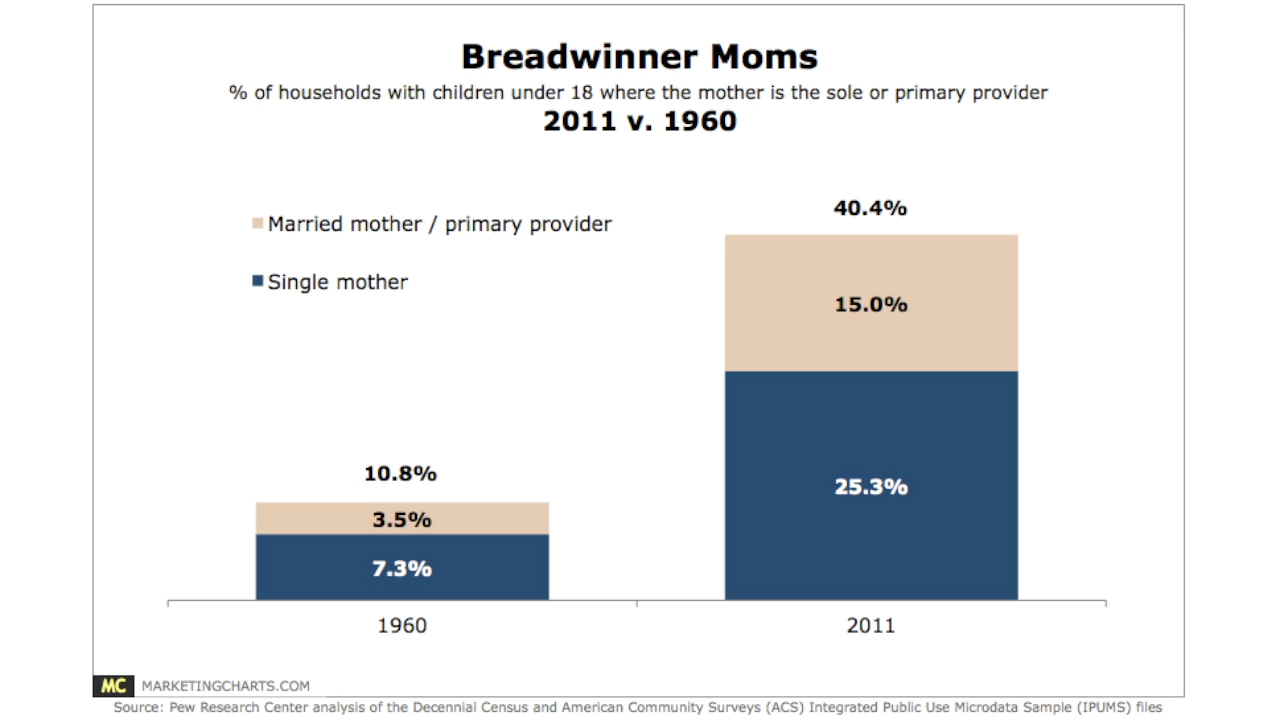 Breadwinner Moms
% of households with children under 18 where the mother is the sole or primary provider
2011 v. 1960
40.4%
Married mother / primary provider
Single mother
15.0%
10.8%
25.3%
3.5%
7.3%
1960
2011
MC MARKETINGCHARTS.COM
Source: Pew Research Center analysis of the Decennial Census and American Community Surveys (ACS) Integrated Public Use Microdata Sample (IPUMS) files